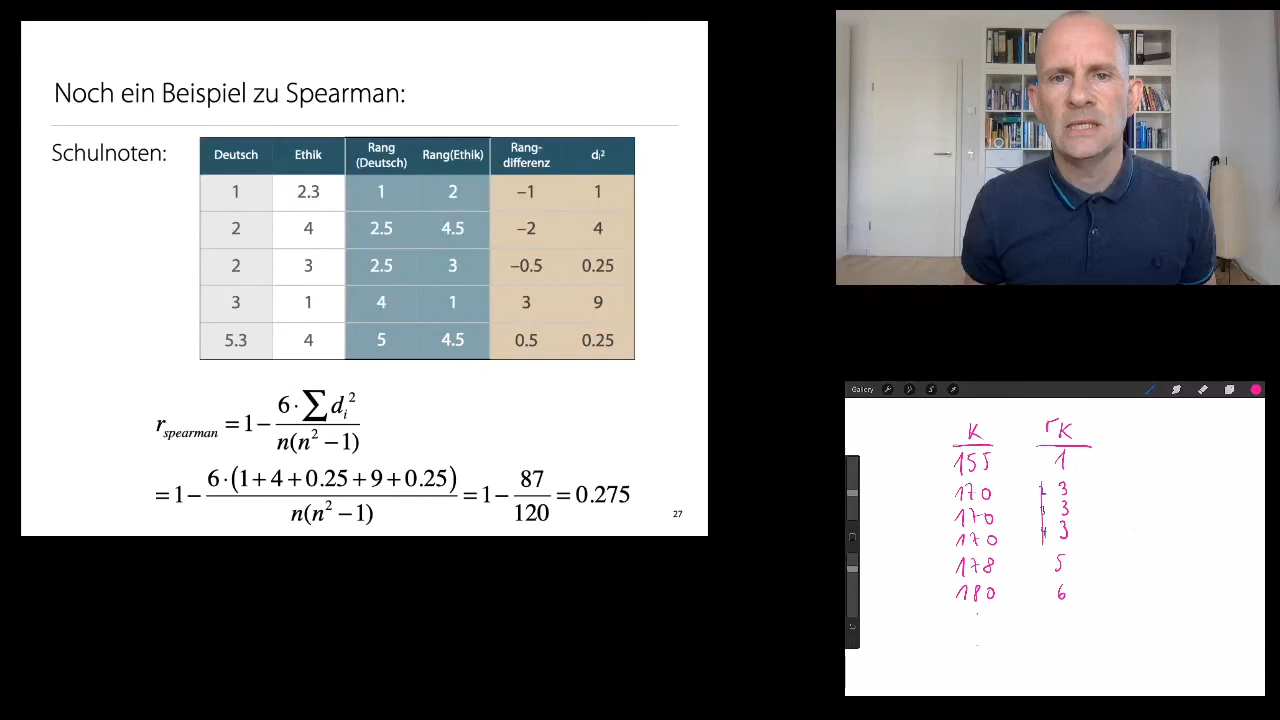 Noch ein Beispiel zu Spearman:
Schulnoten:
Deutsch Ethik Rang (Deutsch) Rang(Ethik) Rang-differenz dᵢ²
1 2.3 1 2 –1 1
2 4 2.5 4.5 –2 4
2 3 2.5 3 –0.5 0.25
3 1 4 1 3 9
5.3 4 5 4.5 0.5 0.25
r_spearman = 1 − (6·∑dᵢ²)/(n(n² − 1))
= 1 − (6·(1 + 4 + 0.25 + 9 + 0.25))/(n(n² − 1)) = 1 − 87/120 = 0.275
27
Gallery
K rK
155 1
170 2 3
170 3 3
170 4 3
178 5
180 6